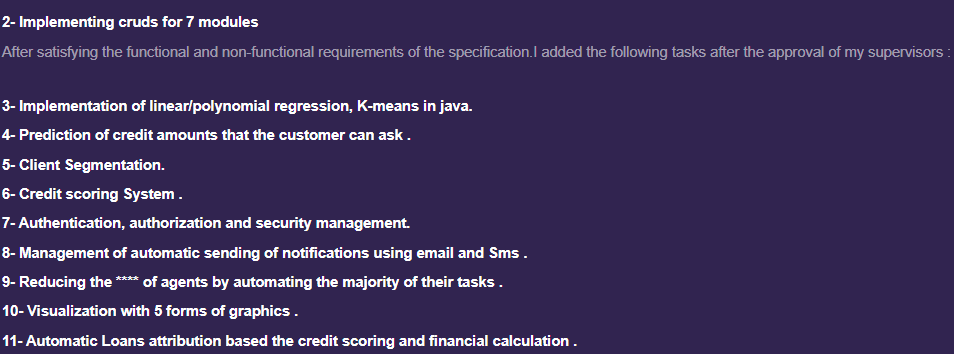 2- Implementing cruds for 7 modules
After satisfying the functional and non-functional requirements of the specification.I added the following tasks after the approval of my supervisors :
3- Implementation of linear/polynomial regression, K-means in java.
4- Prediction of credit amounts that the customer can ask .
5- Client Segmentation.
6- Credit scoring System .
7- Authentication, authorization and security management.
8- Management of automatic sending of notifications using email and Sms .
9- Reducing the **** of agents by automating the majority of their tasks .
10- Visualization with 5 forms of graphics .
11- Automatic Loans attribution based the credit scoring and financial calculation .